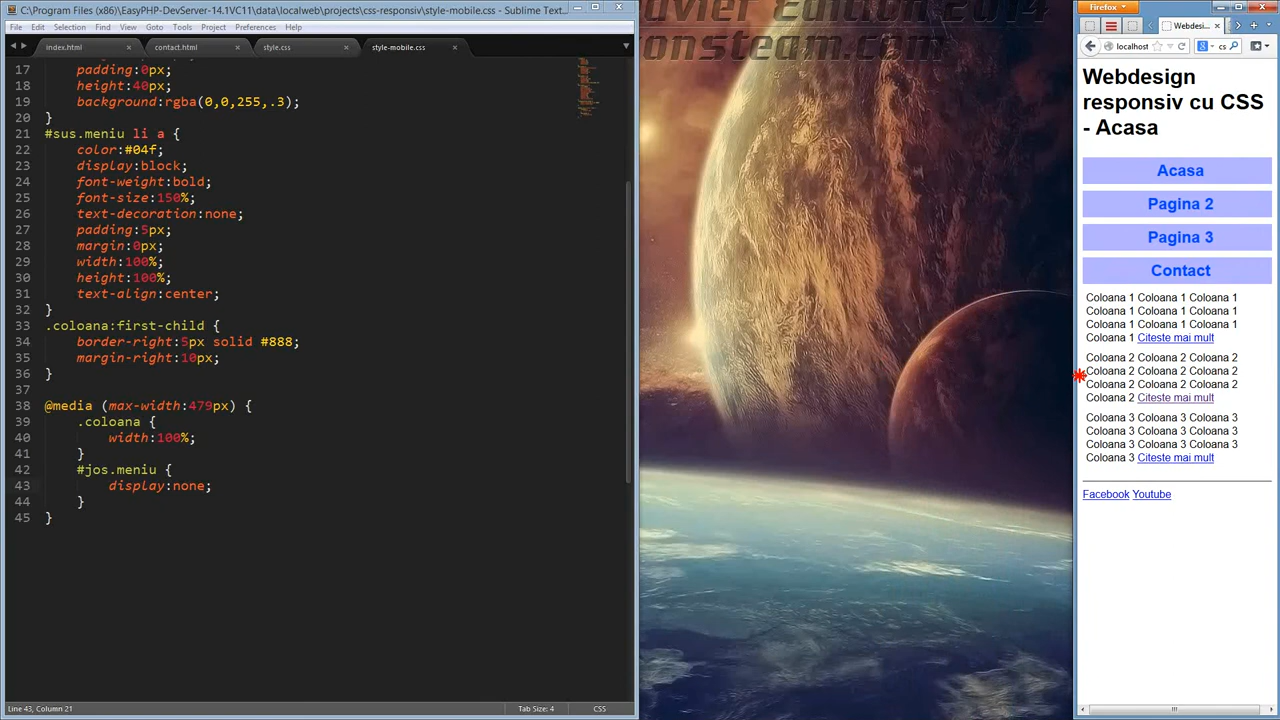 C:\Program Files (x86)\EasyPHP-DevServer-14.1VC11\data\localweb\projects\css-responsiv\style-mobile.css - Sublime Text...
File Edit Selection Find View Goto Tools Project Preferences Help
index.html contact.html style.css style-mobile.css
17 padding:0px;
18 height:40px;
19 background:rgba(0,0,255,.3);
20 }
21 #sus.meniu li a {
22 color:#04f;
23 display:block;
24 font-weight:bold;
25 font-size:150%;
26 text-decoration:none;
27 padding:5px;
28 margin:0px;
29 width:100%;
30 height:100%;
31 text-align:center;
32 }
33 .coloana:first-child {
34 border-right:5px solid #888;
35 margin-right:10px;
36 }
37
38 @media (max-width:479px) {
39 .coloana {
40 width:100%;
41 }
42 #jos.meniu {
43 display:none;
44 }
45 }
Line 43, Column 21 Tab Size: 4 CSS
2014
onsteam.com
Firefox
Webdesi...
localhost cs
Webdesign
responsiv cu CSS
- Acasa
Acasa
Pagina 2
Pagina 3
Contact
Coloana 1 Coloana 1 Coloana 1
Coloana 1 Coloana 1 Coloana 1
Coloana 1 Coloana 1 Coloana 1
Coloana 1 Citeste mai mult
Coloana 2 Coloana 2 Coloana 2
Coloana 2 Coloana 2 Coloana 2
Coloana 2 Coloana 2 Coloana 2
Coloana 2 Citeste mai mult
Coloana 3 Coloana 3 Coloana 3
Coloana 3 Coloana 3 Coloana 3
Coloana 3 Coloana 3 Coloana 3
Coloana 3 Citeste mai mult
Facebook Youtube